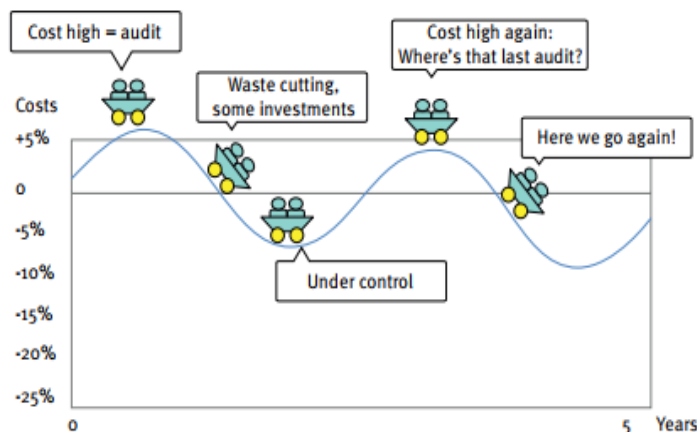 Cost high = audit
Cost high again:
Where's that last audit?
Waste cutting,
some investments
Costs
Here we go again!
+5%
0
-5%
Under control
-10%
-15%
-20%
-25%
0
5
Years